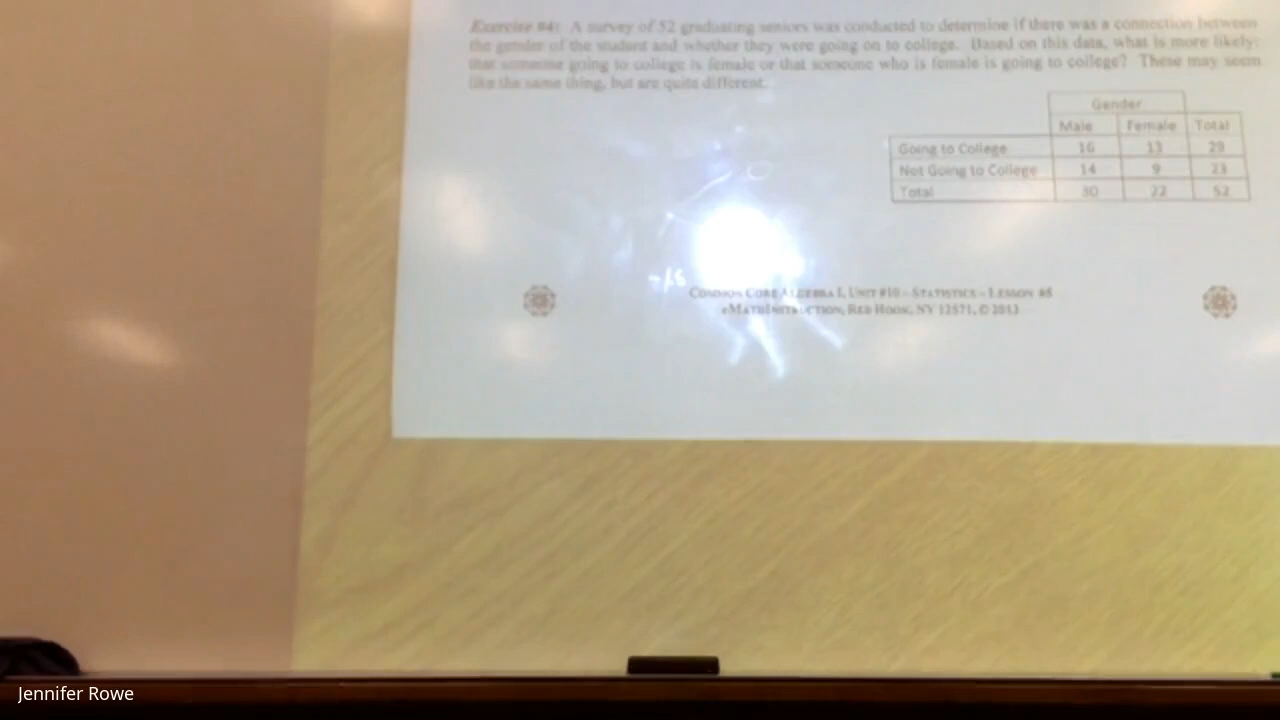 Exercise #4: A survey of 52 graduating seniors was conducted to determine if there was a connection between
the gender of the student and whether they were going on to college. Based on this data, what is more likely:
that someone going to college is female or that someone who is female is going to college? These may seem
like the same thing, but are quite different.
Gender
Male Female Total
Going to College 16 13 29
Not Going to College 14 9 23
Total 30 22 52
COMMON CORE ALGEBRA I, UNIT #10 – STATISTICS – LESSON #5
eMATHINSTRUCTION, RED HOOK, NY 12571, © 2013
Jennifer Rowe